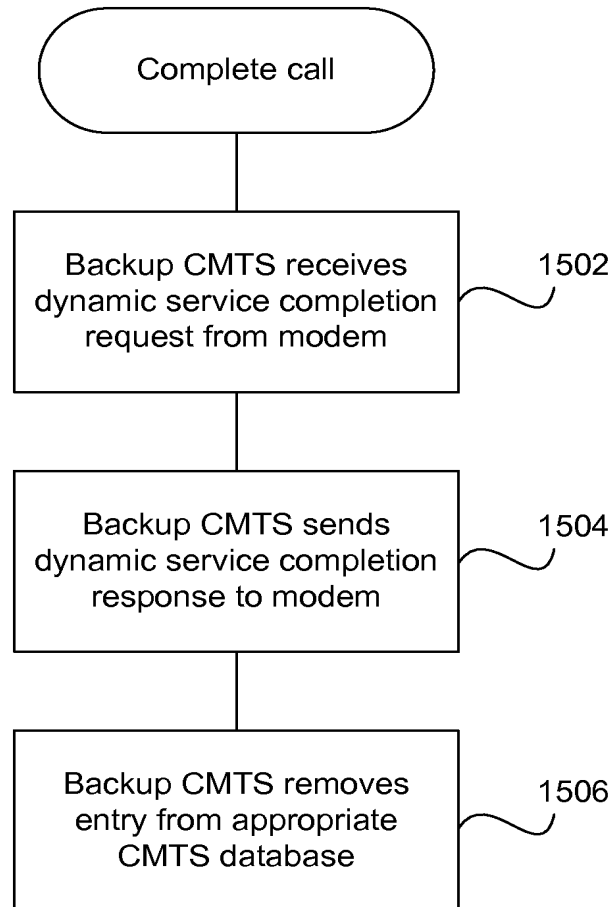 Complete call
Backup CMTS receives
dynamic service completion
request from modem
1502
Backup CMTS sends
dynamic service completion
response to modem
1504
Backup CMTS removes
entry from appropriate
CMTS database
1506